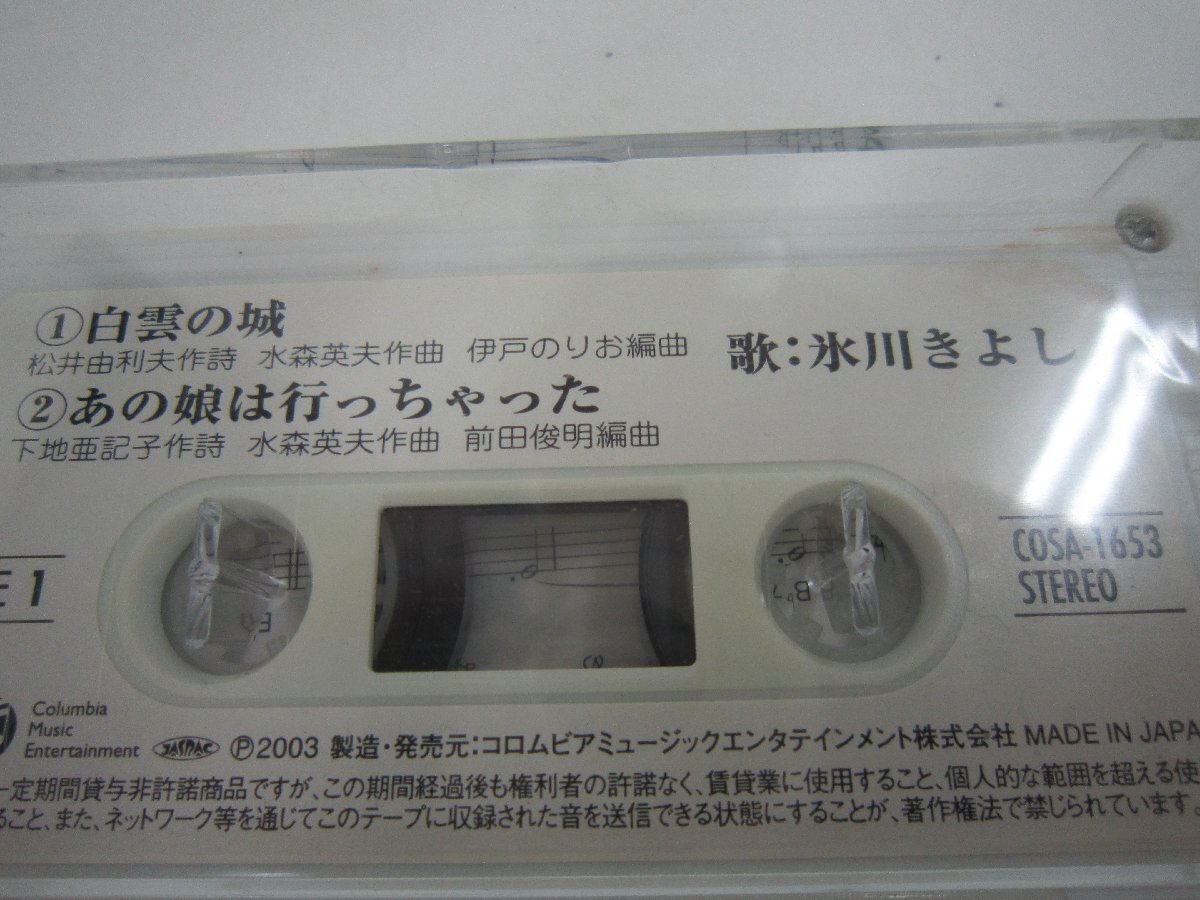 ①白雲の城
松井由利夫作詩 水森英夫作曲 伊戸のりお編曲
歌：氷川きよし
②あの娘は行っちゃった
下地亜記子作詩 水森英夫作曲 前田俊明編曲
E 1
COSA-1653
STEREO
B♭7
Columbia
Music
Entertainment
JASRAC
Ⓟ2003 製造・発売元：コロムビアミュージックエンタテインメント株式会社 MADE IN JAPA
一定期間貸与非許諾商品ですが、この期間経過後も権利者の許諾なく、賃貸業に使用すること、個人的な範囲を超える使
ること、また、ネットワーク等を通じてこのテープに収録された音を送信できる状態にすることが、著作権法で禁じられています。